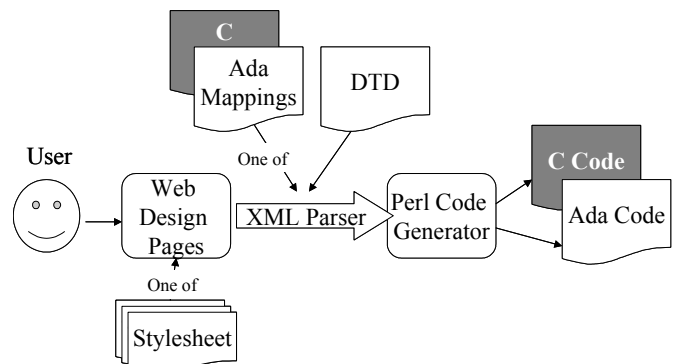 C
Ada
Mappings
DTD
One of
User
Web
Design
Pages
XML Parser
Perl Code
Generator
C Code
Ada Code
One of
Stylesheet